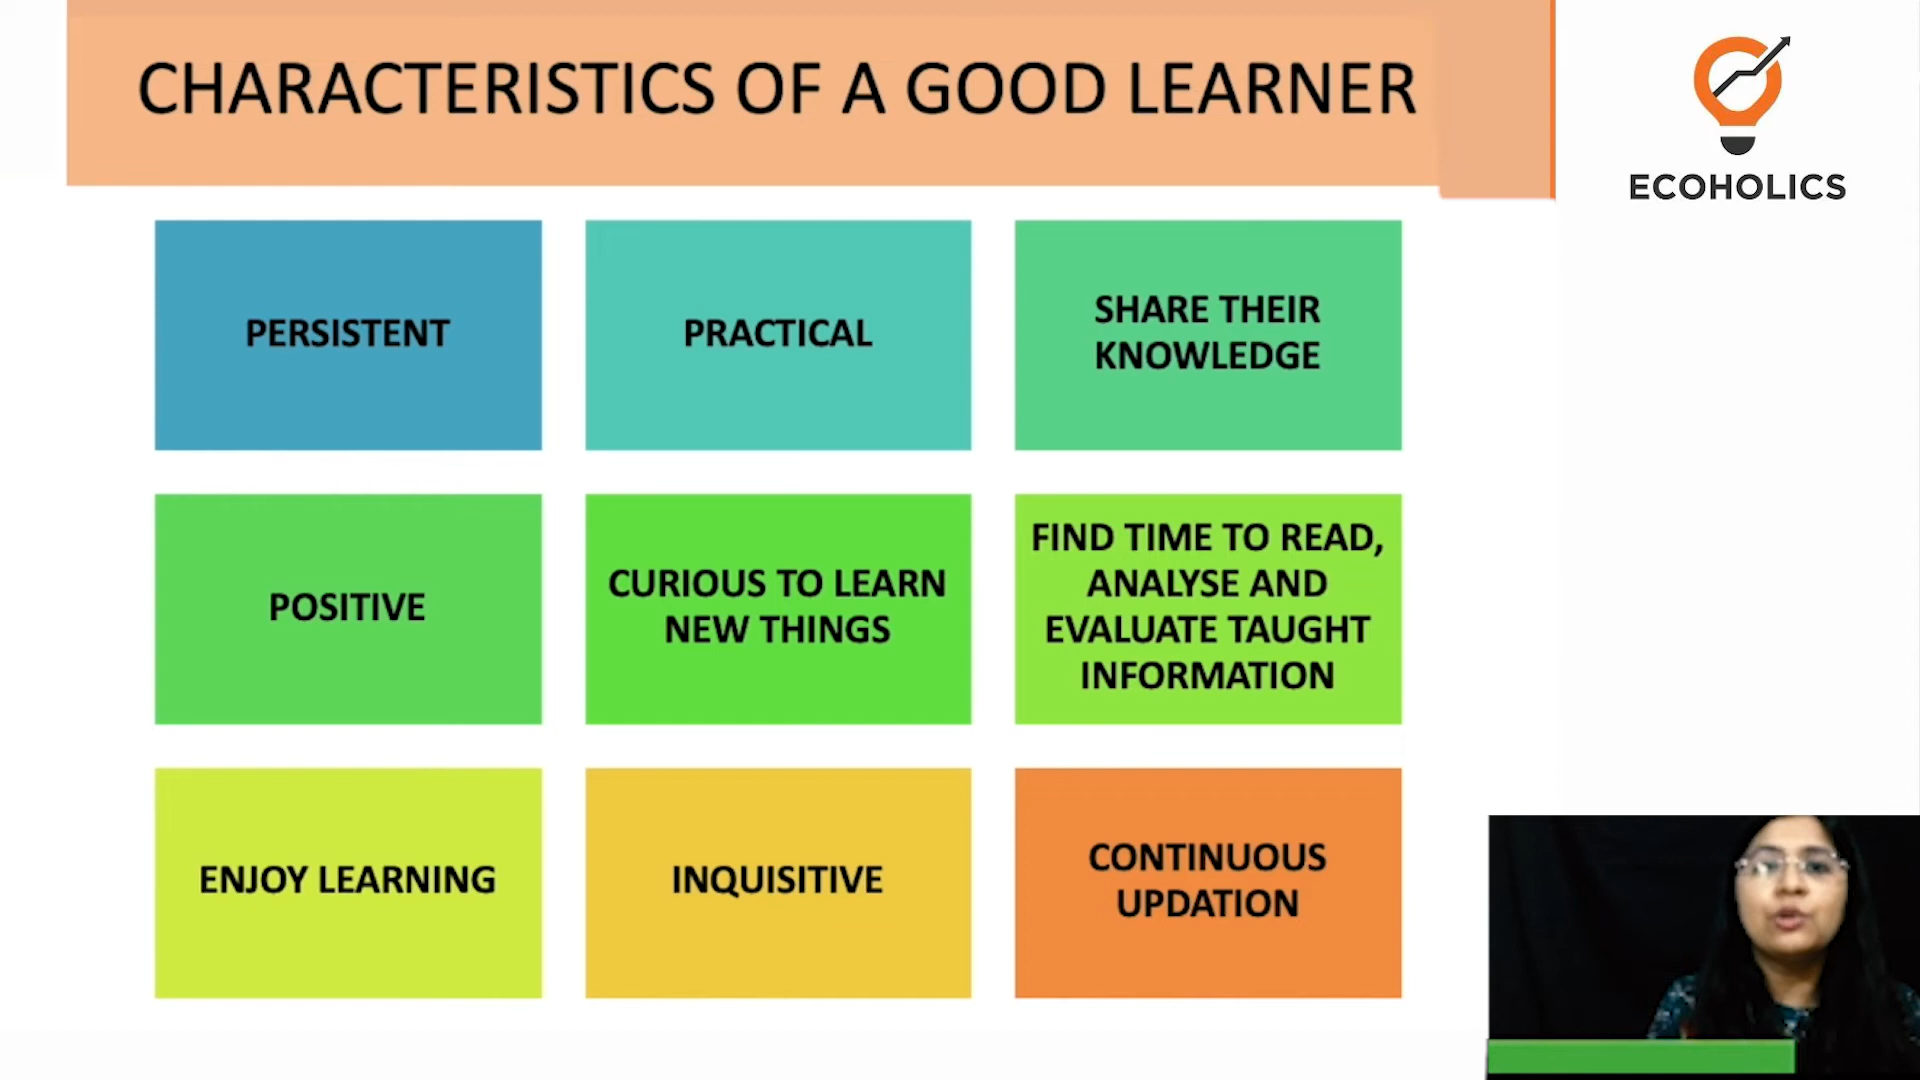 CHARACTERISTICS OF A GOOD LEARNER
ECOHOLICS
PERSISTENT
PRACTICAL
SHARE THEIR
KNOWLEDGE
POSITIVE
CURIOUS TO LEARN
NEW THINGS
FIND TIME TO READ,
ANALYSE AND
EVALUATE TAUGHT
INFORMATION
ENJOY LEARNING
INQUISITIVE
CONTINUOUS
UPDATION